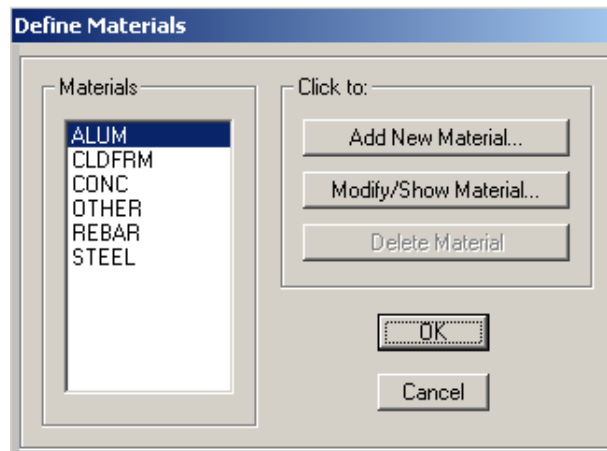 Define Materials
Materials
ALUM
CLDFRM
CONC
OTHER
REBAR
STEEL
Click to:
Add New Material...
Modify/Show Material...
Delete Material
OK
Cancel